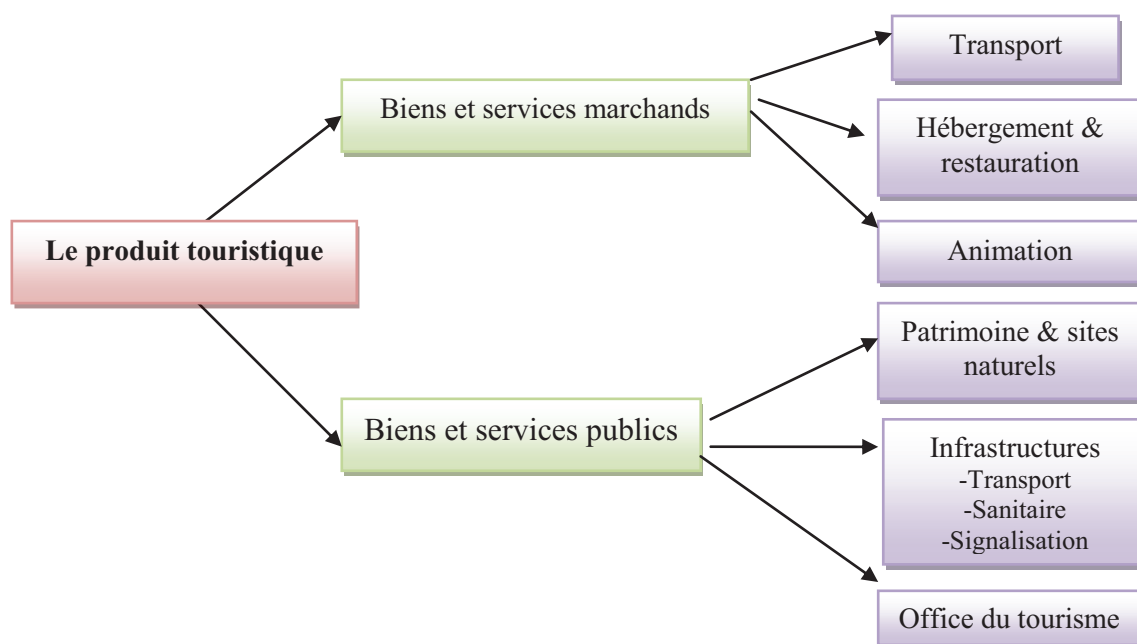 Le produit touristique
Biens et services marchands
Transport
Hébergement &
restauration
Animation
Biens et services publics
Patrimoine & sites
naturels
Infrastructures
-Transport
-Sanitaire
-Signalisation
Office du tourisme